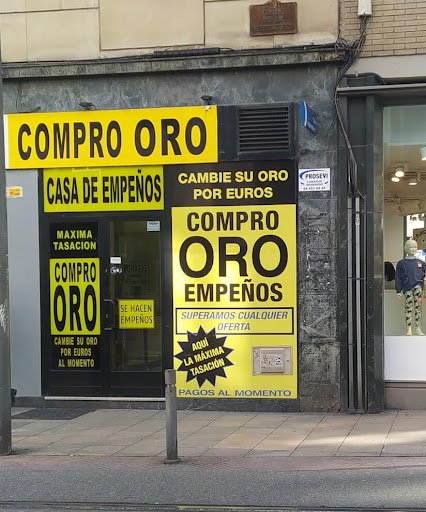 COMPRO ORO
CASA DE EMPEÑOS
MAXIMA
TASACION
COMPRO
ORO
CAMBIE SU ORO
POR EUROS
AL MOMENTO
SE HACEN
EMPEÑOS
CAMBIE SU ORO
POR EUROS
COMPRO
ORO
EMPEÑOS
SUPERAMOS CUALQUIER
OFERTA
AQUÍ
LA MÁXIMA
TASACIÓN
PAGOS AL MOMENTO
PROSEVI